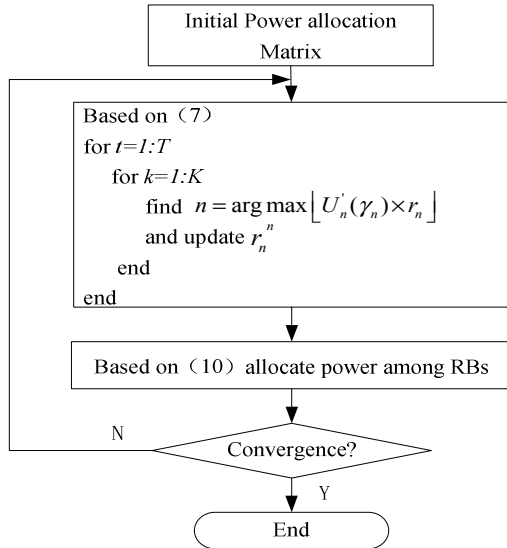 Initial Power allocation
Matrix
Based on（7）
for t=1:T
for k=1:K
find n = arg max ⌊U'ₙ(γₙ) × rₙ⌋
n
and update rₙ
end
end
Based on（10）allocate power among RBs
Convergence?
N
Y
End